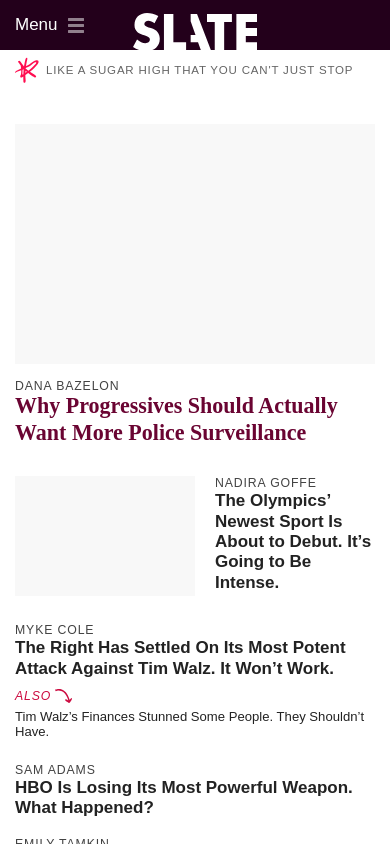 Menu
SLATE
LIKE A SUGAR HIGH THAT YOU CAN'T JUST STOP
DANA BAZELON
Why Progressives Should Actually
Want More Police Surveillance
NADIRA GOFFE
The Olympics’
Newest Sport Is
About to Debut. It’s
Going to Be
Intense.
MYKE COLE
The Right Has Settled On Its Most Potent
Attack Against Tim Walz. It Won’t Work.
ALSO
Tim Walz’s Finances Stunned Some People. They Shouldn’t
Have.
SAM ADAMS
HBO Is Losing Its Most Powerful Weapon.
What Happened?
EMILY TAMKIN